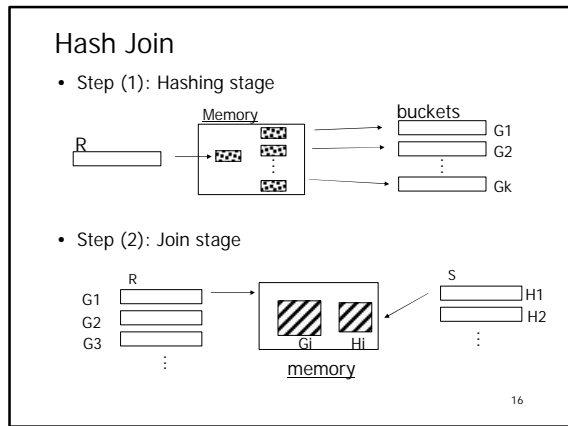 Hash Join
• Step (1): Hashing stage
Memory
buckets
R
G1
G2
⋮
⋮
Gk
• Step (2): Join stage
R
S
G1
H1
G2
H2
G3
Gi
Hi
⋮
⋮
memory
16